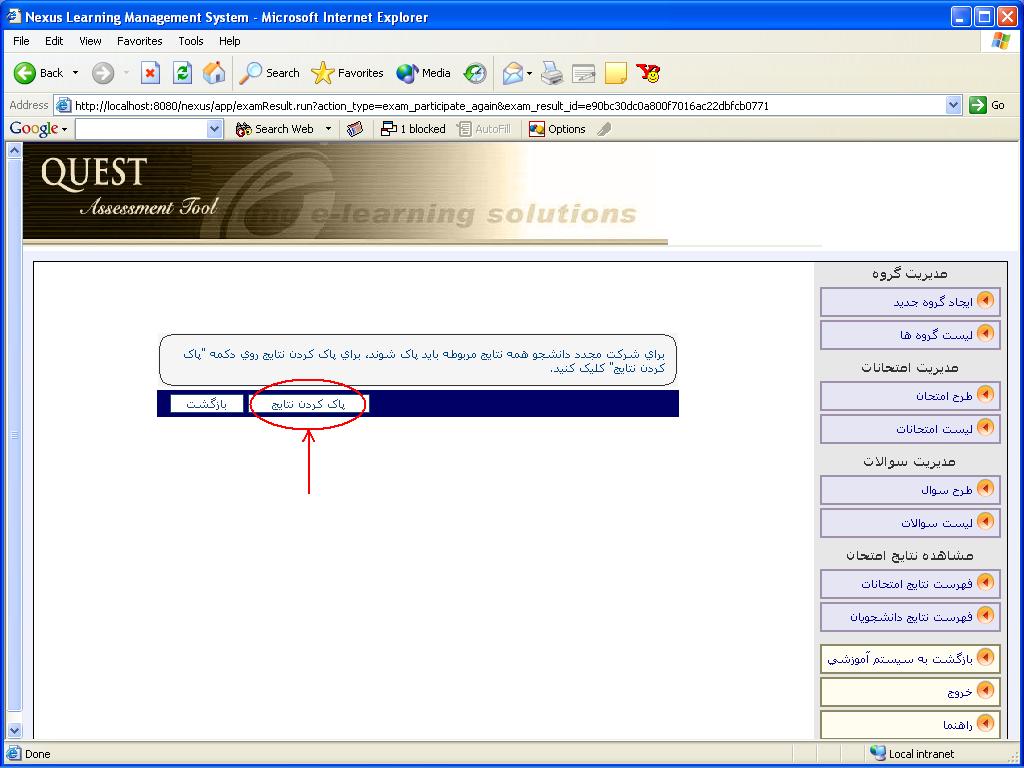 Nexus Learning Management System - Microsoft Internet Explorer
File Edit View Favorites Tools Help
Back Search Favorites Media
Address http://localhost:8080/nexus/app/examResult.run?action_type=exam_participate_again&exam_result_id=e90bc30dc0a800f7016ac22dbfcb0771 Go
Google Search Web 1 blocked AutoFill Options
QUEST
Assessment Tool
e-learning solutions
مديريت گروه
ايجاد گروه جديد
ليست گروه ها
مديريت امتحانات
طرح امتحان
ليست امتحانات
مديريت سوالات
طرح سوال
ليست سوالات
مشاهده نتايج امتحان
فهرست نتايج امتحانات
فهرست نتايج دانشجويان
بازگشت به سيستم آموزشي
خروج
راهنما
براي شركت مجدد دانشجو همه نتايج مربوطه بايد پاک شوند، براي پاک كردن نتايج روي دكمه "پاک
كردن نتايج" كليک كنيد.
پاک كردن نتايج
بازگشت
Done Local intranet